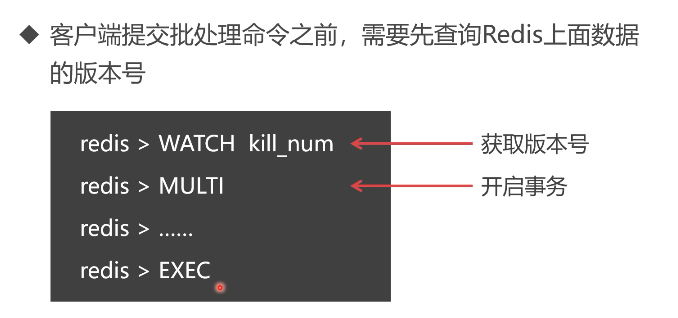 ◆ 客户端提交批处理命令之前，需要先查询Redis上面数据
的版本号
redis > WATCH kill_num
获取版本号
redis > MULTI
开启事务
redis > ......
redis > EXEC